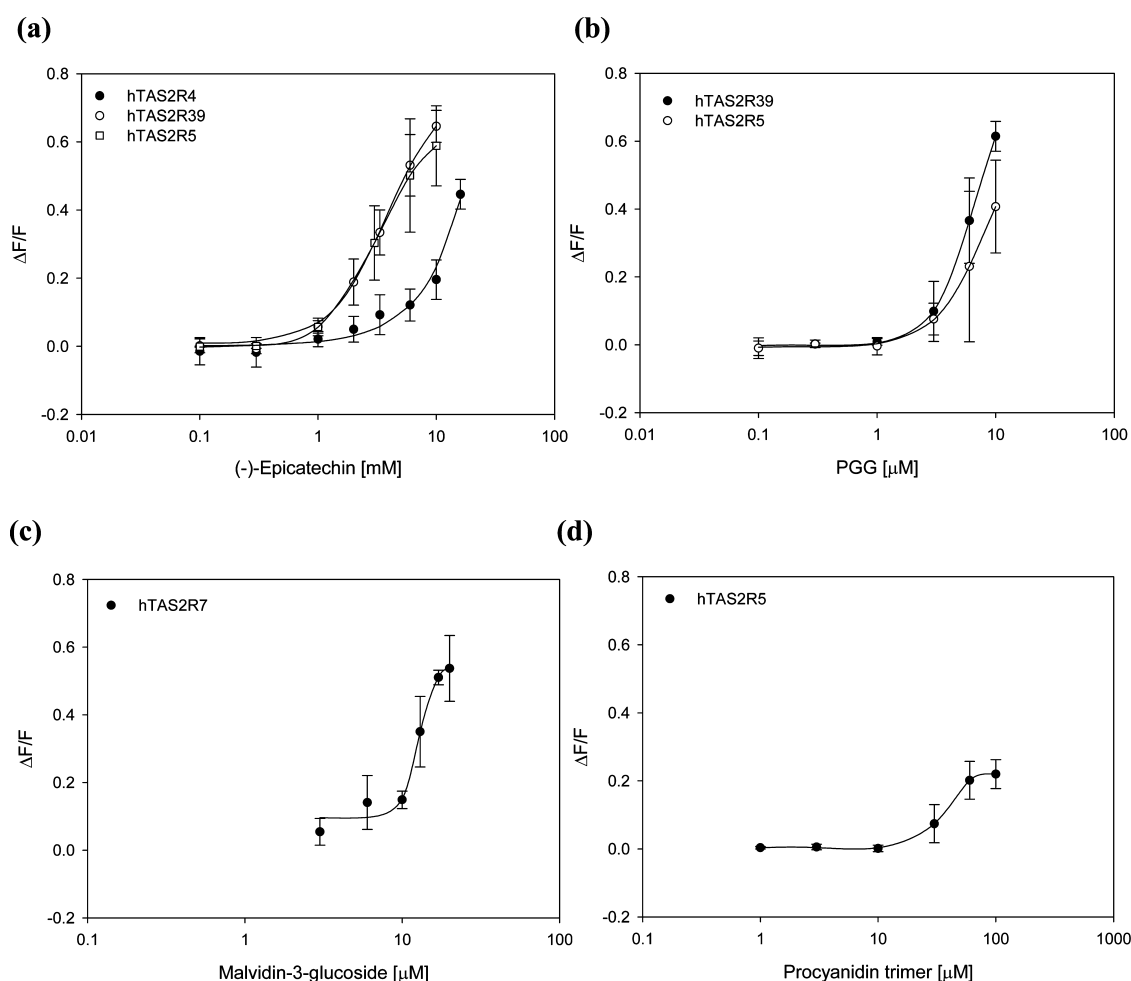 (a)
0.8
0.6
0.4
0.2
0.0
-0.2
ΔF/F
hTAS2R4
hTAS2R39
hTAS2R5
0.01 0.1 1 10 100
(-)-Epicatechin [mM]
(b)
0.8
0.6
0.4
0.2
0.0
-0.2
ΔF/F
hTAS2R39
hTAS2R5
0.01 0.1 1 10 100
PGG [μM]
(c)
0.8
0.6
0.4
0.2
0.0
-0.2
ΔF/F
hTAS2R7
0.1 1 10 100
Malvidin-3-glucoside [μM]
(d)
0.8
0.6
0.4
0.2
0.0
-0.2
ΔF/F
hTAS2R5
0.1 1 10 100 1000
Procyanidin trimer [μM]